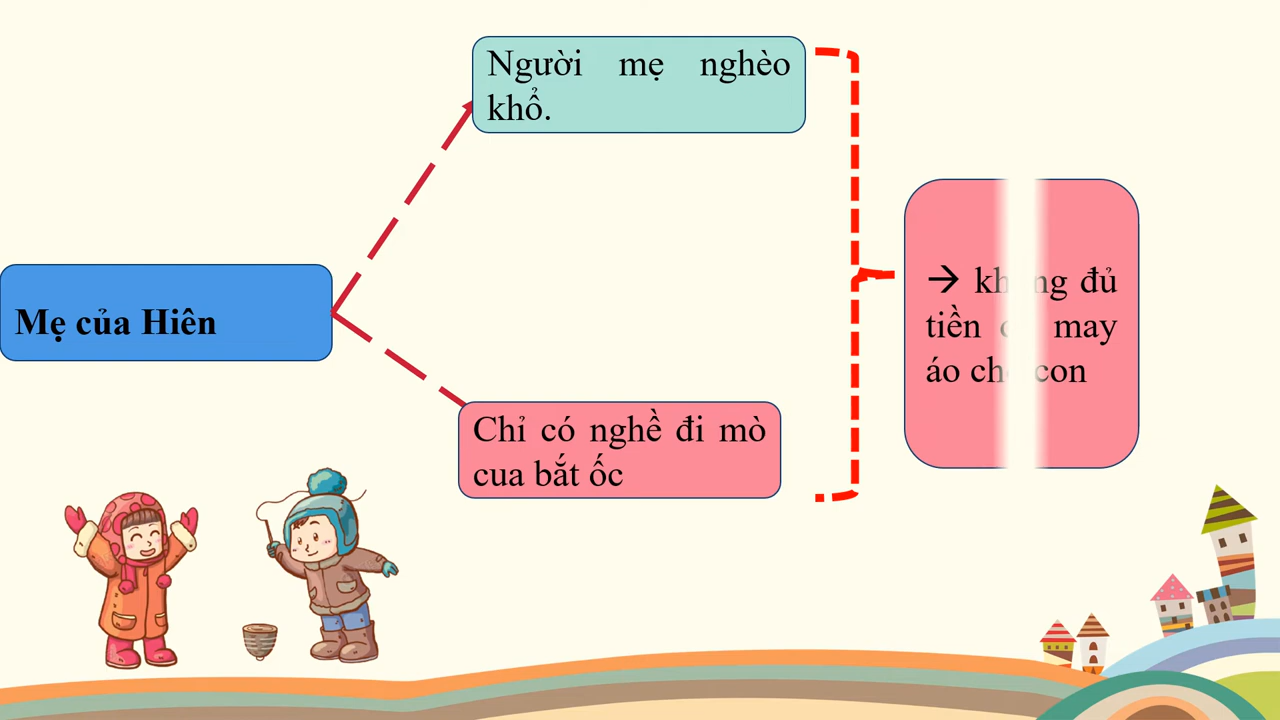 Người mẹ nghèo
khổ.
Mẹ của Hiên
Chỉ có nghề đi mò
cua bắt ốc
→ đủ
tiền may
áo con